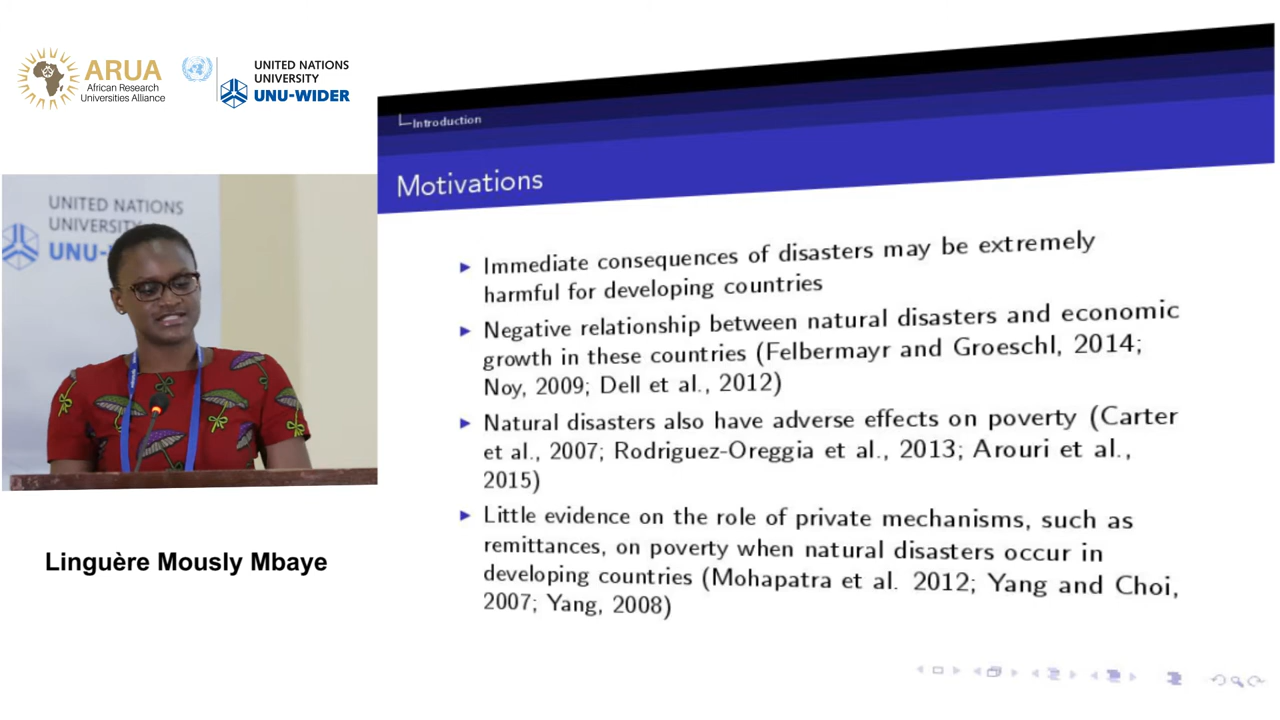 ARUA
African Research
Universities Alliance
UNITED NATIONS
UNIVERSITY
UNU-WIDER
UNITED NATIONS
UNIVERSITY
UNU-
Linguère Mously Mbaye
Introduction
Motivations
Immediate consequences of disasters may be extremely
harmful for developing countries
Negative relationship between natural disasters and economic
growth in these countries (Felbermayr and Groeschl, 2014;
Noy, 2009; Dell et al., 2012)
Natural disasters also have adverse effects on poverty (Carter
et al., 2007; Rodriguez-Oreggia et al., 2013; Arouri et al.,
2015)
Little evidence on the role of private mechanisms, such as
remittances, on poverty when natural disasters occur in
developing countries (Mohapatra et al. 2012; Yang and Choi,
2007; Yang, 2008)